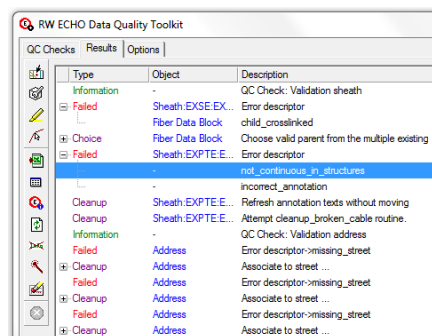 RW ECHO Data Quality Toolkit
QC Checks Results Options
Type Object Description
Information - QC Check: Validation sheath
Failed Sheath:EXSE:EX... Error descriptor
Fiber Data Block child_crosslinked
Choice Fiber Data Block Choose valid parent from the multiple existing
Failed Sheath:EXPTE:E... Error descriptor
- not_continuous_in_structures
- incorrect_annotation
Cleanup Sheath:EXPTE:E... Refresh annotation texts without moving
Cleanup Sheath:EXPTE:E... Attempt cleanup_broken_cable routine.
Information - QC Check: Validation address
Failed Address Error descriptor->missing_street
Cleanup Address Associate to street ...
Failed Address Error descriptor->missing_street
Cleanup Address Associate to street ...
Failed Address Error descriptor->missing_street
Cleanup Address Associate to street ...